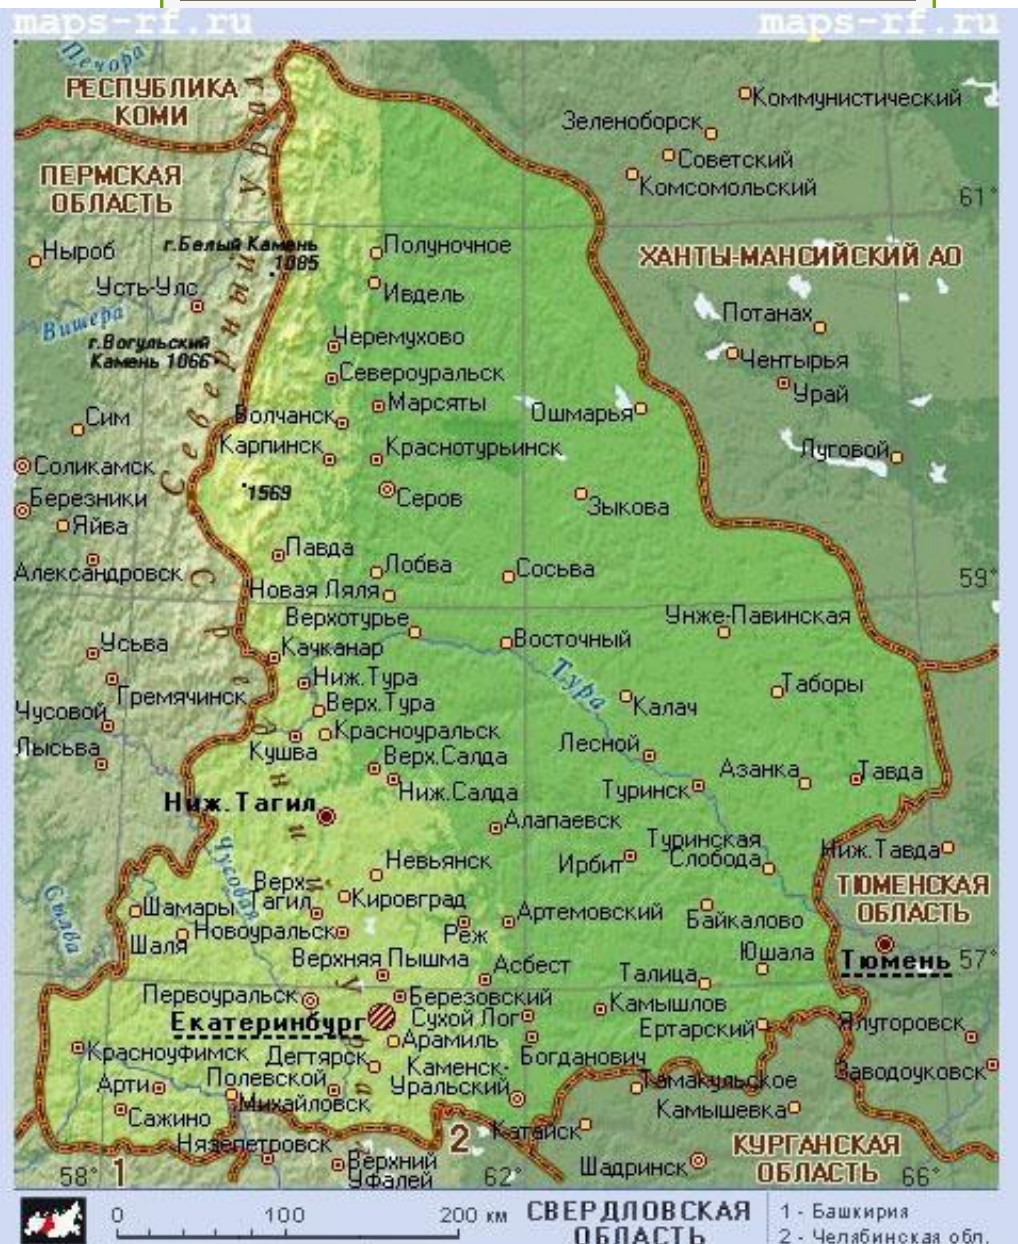 maps-rf.ru
maps-rf.ru
Печора
РЕСПУБЛИКА
КОМИ
Коммунистический
Зеленоборск
Советский
Комсомольский
ПЕРМСКАЯ
ОБЛАСТЬ
61°
Северный Урал
Ныроб
г.Белый Камень
1085
Полуночное
ХАНТЫ-МАНСИЙСКИЙ АО
Усть-Улс
Ивдель
Вишера
Потанах
г.Вогульский
Камень 1066
Черемухово
Чентырья
Североуральск
Урай
Сим
Волчанск
Марсяты
Ошмарья
Карпинск
Краснотурьинск
Луговой
Соликамск
1569
Серов
Зыкова
Березники
Яйва
Павда
Александровск
Лобва
Сосьва
59°
Новая Ляля
Средний Урал
Верхотурье
Унже-Павинская
Усьва
Качканар
Восточный
Гремячинск
Ниж.Тура
Тура
Таборы
Чусовой
Верх.Тура
Калач
Лысьва
Кушва
Красноуральск
Лесной
Верх.Салда
Азанка
Тавда
Ниж.Салда
Туринск
Ниж.Тагил
Алапаевск
Туринская
Слобода
Чусовая
Невьянск
Ирбит
Ниж.Тавда
Сылва
Верх.
Тагил
Кировград
ТЮМЕНСКАЯ
ОБЛАСТЬ
Шамары
Артемовский
Байкалово
Шаля
Новоуральск
Реж
Юшала
Верхняя Пышма
Асбест
Талица
Тюмень
57°
Первоуральск
Березовский
Камышлов
Екатеринбург
Сухой Лог
Ертарский
Ялуторовск
Арамиль
Красноуфимск
Дегтярск
Богданович
Каменск-
Уральский
Заводоуковск
Арти
Полевской
Тамакульское
Сажино
Михайловск
Камышевка
Нязепетровск
2
Катайск
КУРГАНСКАЯ
ОБЛАСТЬ
58°
1
Верхний
Уфалей
62°
Шадринск
66°
0 100 200 км
СВЕРДЛОВСКАЯ
ОБЛАСТЬ
1 - Башкирия
2 - Челябинская обл.